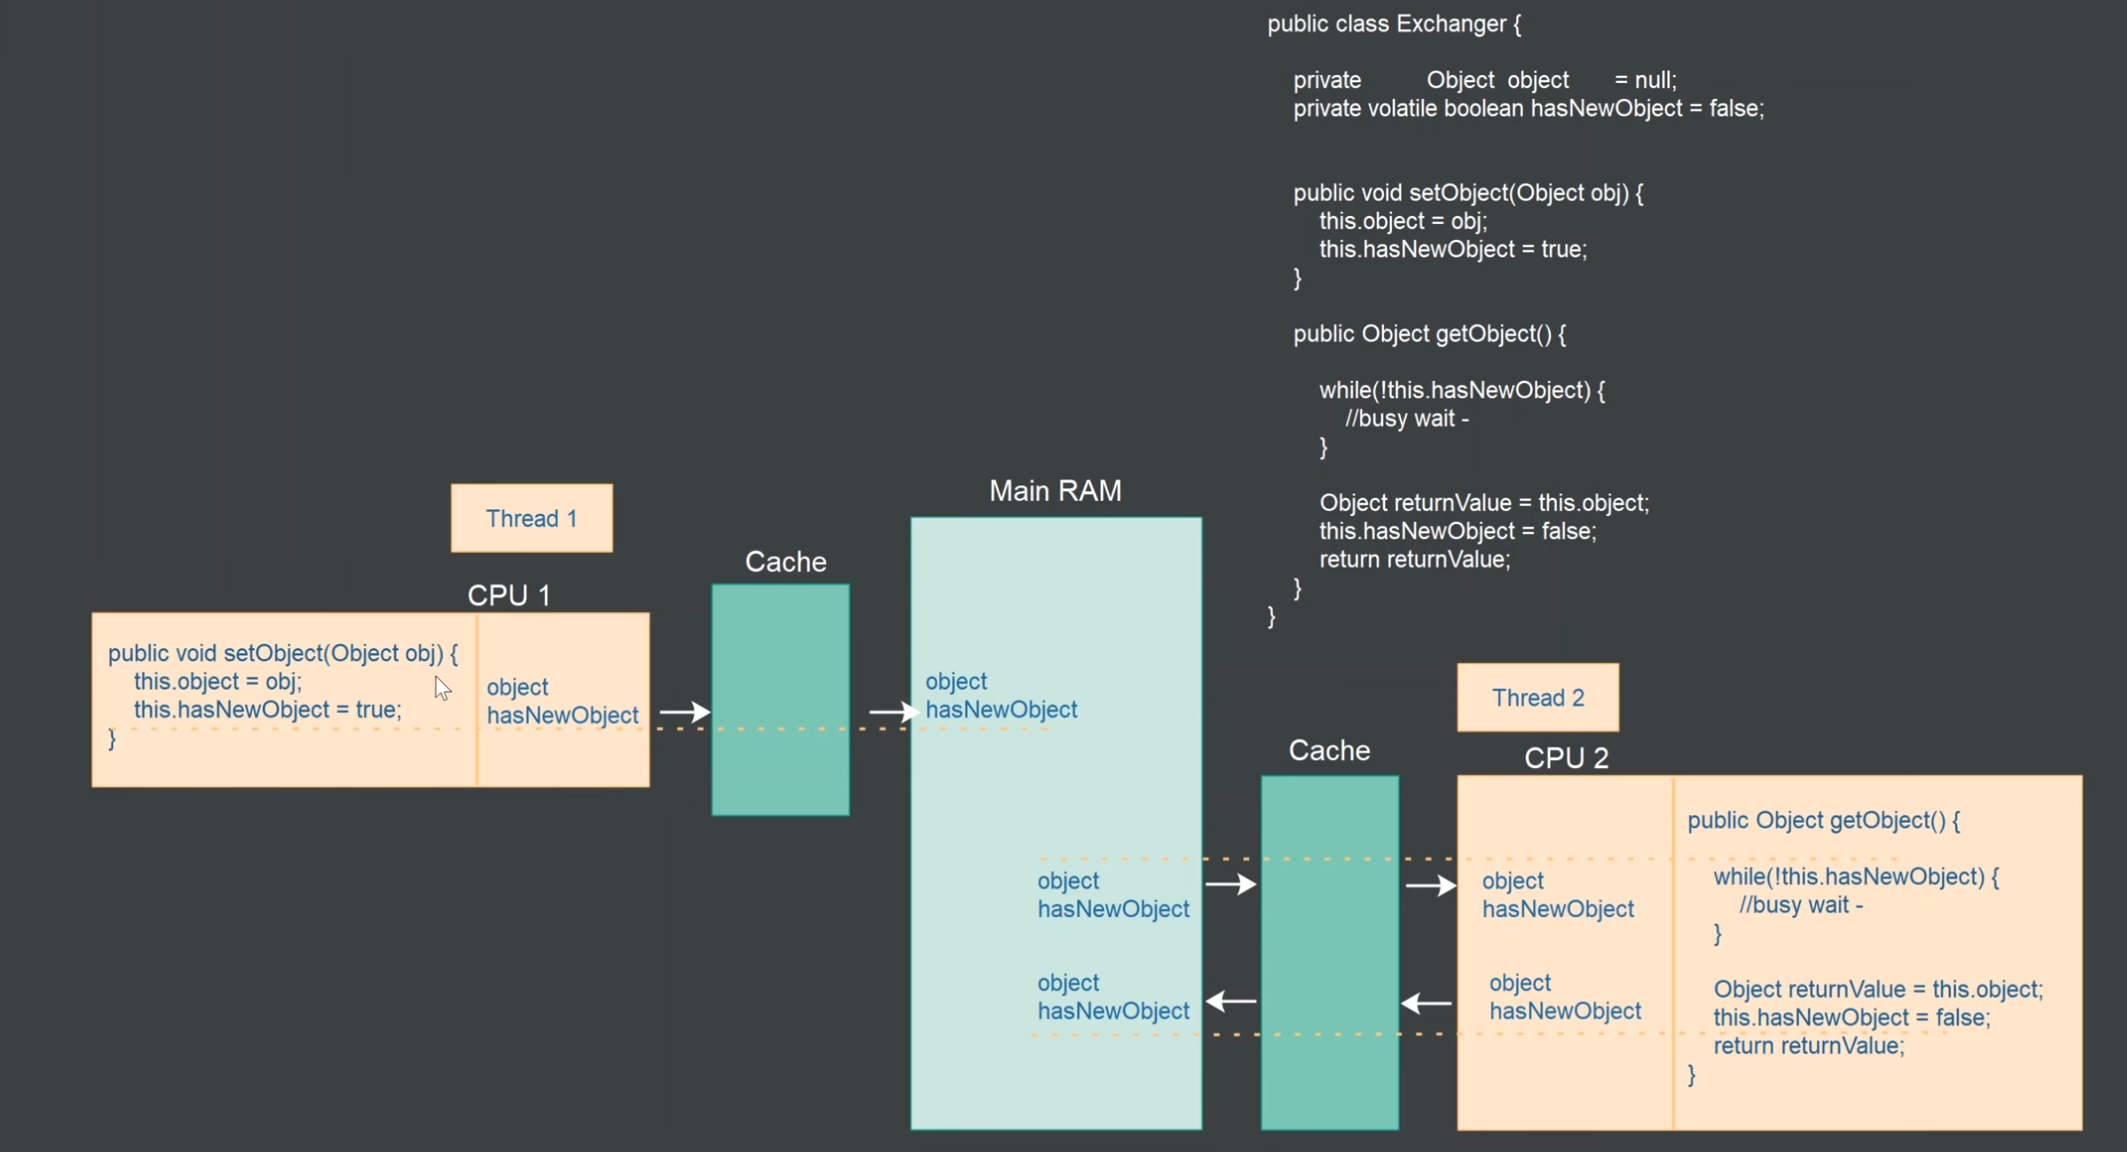 public class Exchanger {
private Object object = null;
private volatile boolean hasNewObject = false;
public void setObject(Object obj) {
this.object = obj;
this.hasNewObject = true;
}
public Object getObject() {
while(!this.hasNewObject) {
//busy wait -
}
Object returnValue = this.object;
this.hasNewObject = false;
return returnValue;
}
}
Thread 1
CPU 1
public void setObject(Object obj) {
this.object = obj;
this.hasNewObject = true;
}
object
hasNewObject
Cache
Main RAM
object
hasNewObject
object
hasNewObject
object
hasNewObject
Cache
Thread 2
CPU 2
object
hasNewObject
object
hasNewObject
public Object getObject() {
while(!this.hasNewObject) {
//busy wait -
}
Object returnValue = this.object;
this.hasNewObject = false;
return returnValue;
}